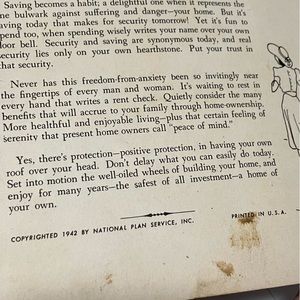 Saving becomes a habit; a delightful one when it represents the
ne bulwark against suffering and danger—your home. But it's
aving today that makes for security tomorrow! Yet it's fun to
pend too, when spending wisely writes your name over your own
oor bell. Security and saving are synonymous today, and real
ecurity lies only on your own hearthstone. Put your trust in
hat security.
Never has this freedom-from-anxiety been so invitingly near
the fingertips of every man and woman. It's waiting to rest in
every hand that writes a rent check. Quietly consider the many
benefits that will accrue to your family through home-ownership.
More healthful and enjoyable living—plus that certain feeling of
serenity that present home owners call "peace of mind."
Yes, there's protection—positive protection, in having your own
roof over your head. Don't delay what you can easily do today.
Set into motion the well-oiled wheels of building your home, and
enjoy for many years—the safest of all investment—a home of
your own.
COPYRIGHTED 1942 BY NATIONAL PLAN SERVICE, INC.
PRINTED IN U.S.A.